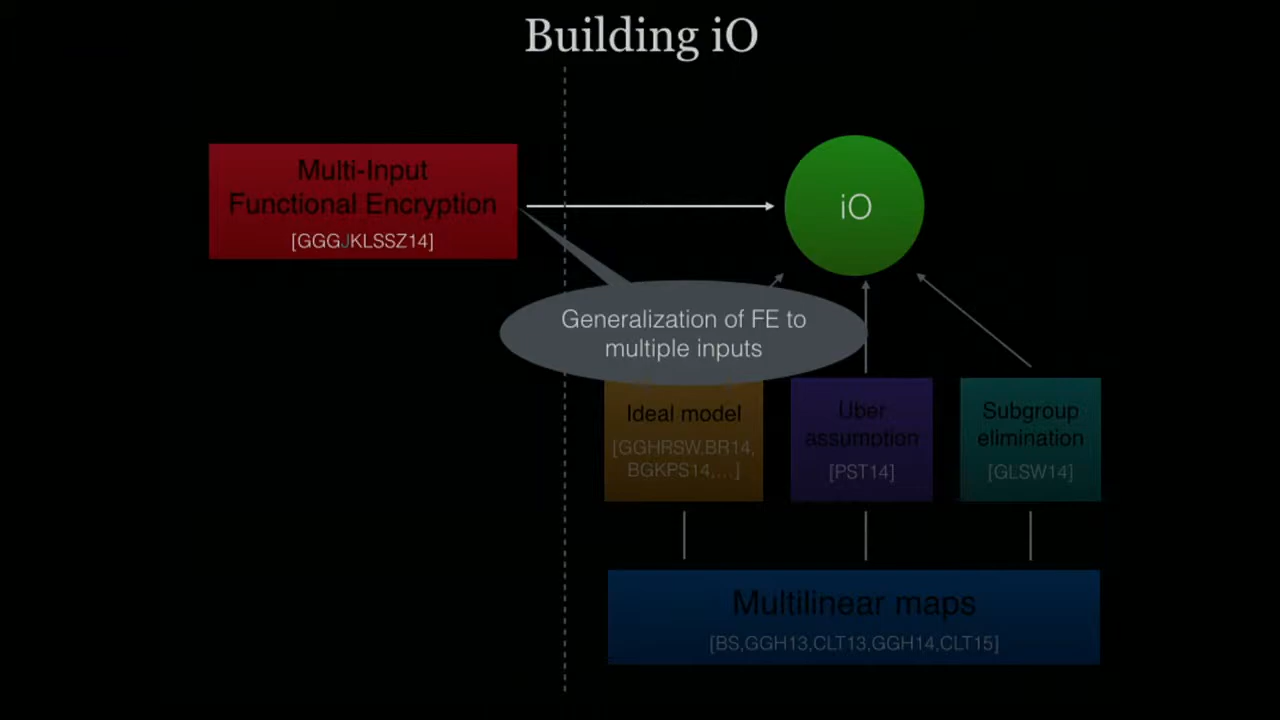 Building iO
Multi-Input
Functional Encryption
[GGGJKLSSZ14]
iO
Generalization of FE to
multiple inputs
Ideal model
[GGHRSW,BR14,
BGKPS14,…]
Uber
assumption
[PST14]
Subgroup
elimination
[GLSW14]
Multilinear maps
[BS,GGH13,CLT13,GGH14,CLT15]